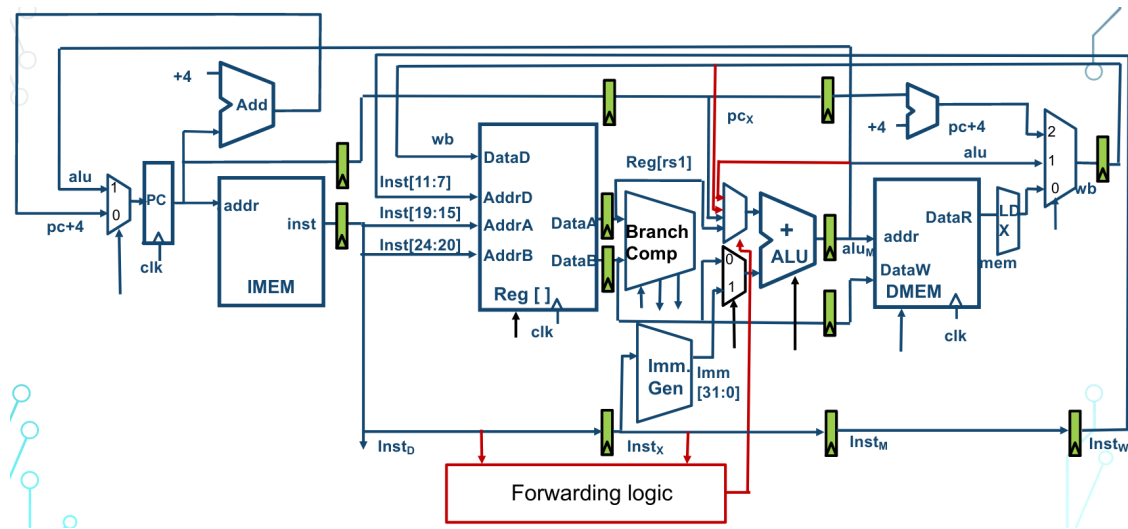 +4
Add
pcX
+4
pc+4
wb
DataD
alu
pc+4
1
0
PC
clk
addr
inst
IMEM
Inst[11:7]
AddrD
Inst[19:15]
AddrA
Inst[24:20]
AddrB
DataA
DataB
Reg [ ]
clk
Reg[rs1]
Branch
Comp
0
1
+
ALU
aluM
alu
addr
DataR
DataW
DMEM
clk
LD
X
mem
2
1
0
wb
Imm.
Gen
Imm
[31:0]
InstD
InstX
InstM
InstW
Forwarding logic